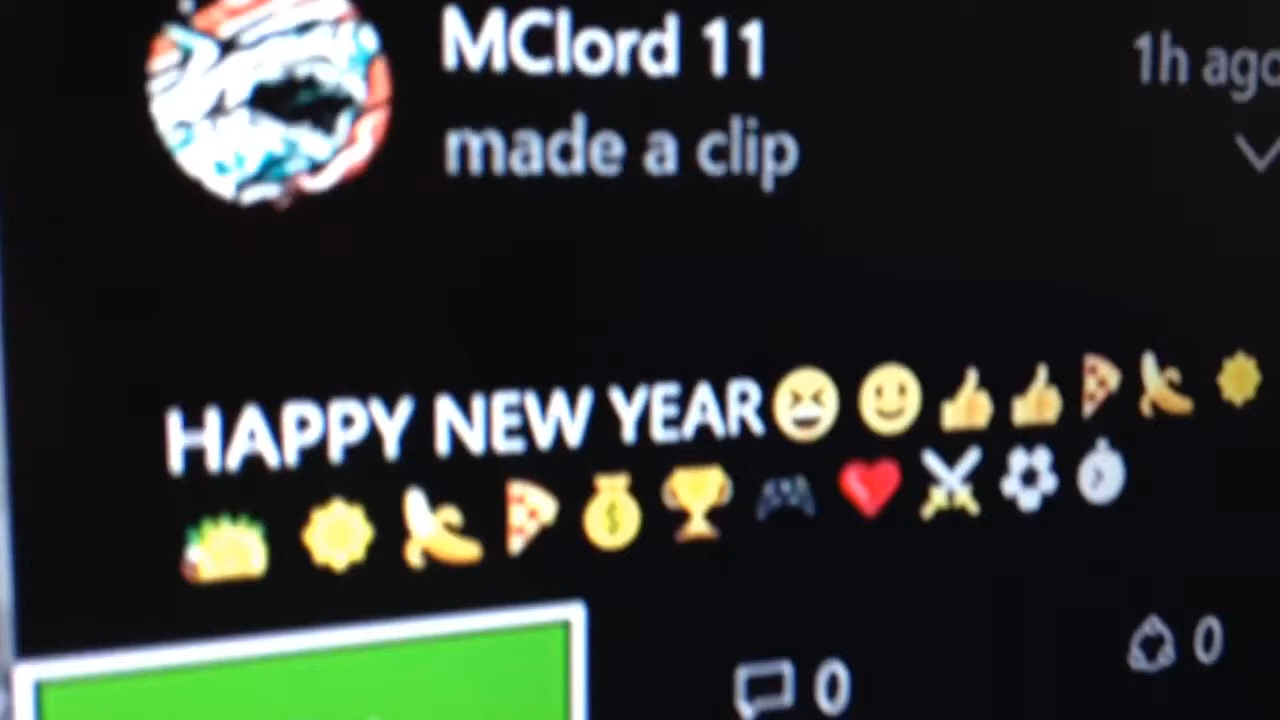 MClord 11
1h ago
made a clip
HAPPY NEW YEAR😆🙂👍👍🍕🍌☀
🌮☀🍌🍕💰🏆🎮❤⚔⚽⏱
0
0